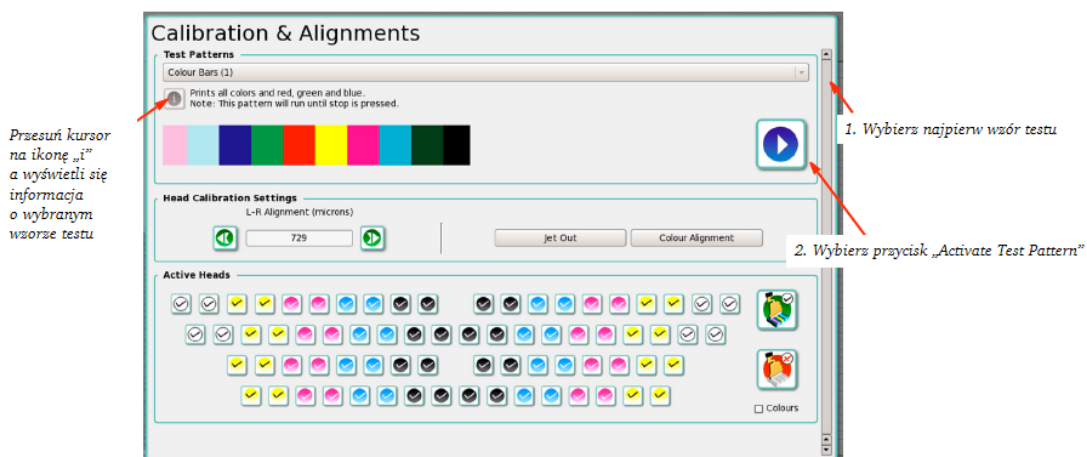 Calibration & Alignments
Test Patterns
Colour Bars (1)
Prints all colors and red, green and blue.
Note: This pattern will run until stop is pressed.
Przesuń kursor
na ikonę „i”
a wyświetli się
informacja
o wybranym
wzorze testu
1. Wybierz najpierw wzór testu
2. Wybierz przycisk „Activate Test Pattern”
Head Calibration Settings
L-R Alignment (microns)
729
Jet Out
Colour Alignment
Active Heads
Colours